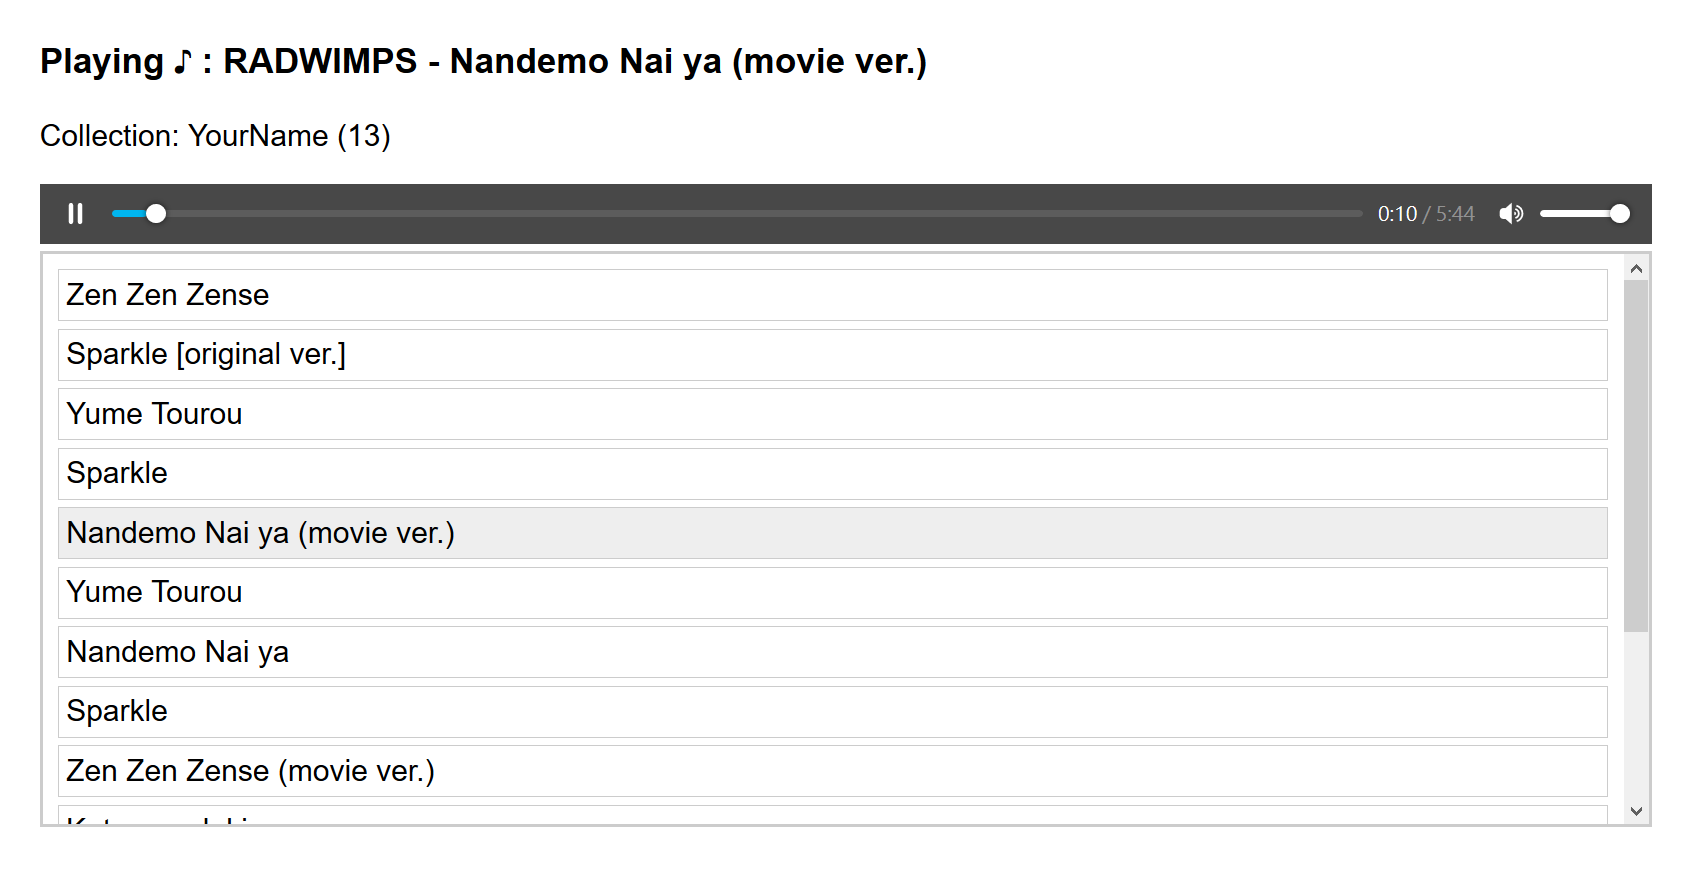 Playing ♪ : RADWIMPS - Nandemo Nai ya (movie ver.)
Collection: YourName (13)
0:10 / 5:44
Zen Zen Zense
Sparkle [original ver.]
Yume Tourou
Sparkle
Nandemo Nai ya (movie ver.)
Yume Tourou
Nandemo Nai ya
Sparkle
Zen Zen Zense (movie ver.)